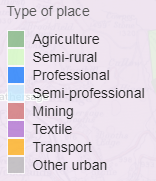 Type of place
Agriculture
Semi-rural
Professional
Semi-professional
Mining
Textile
Transport
Other urban